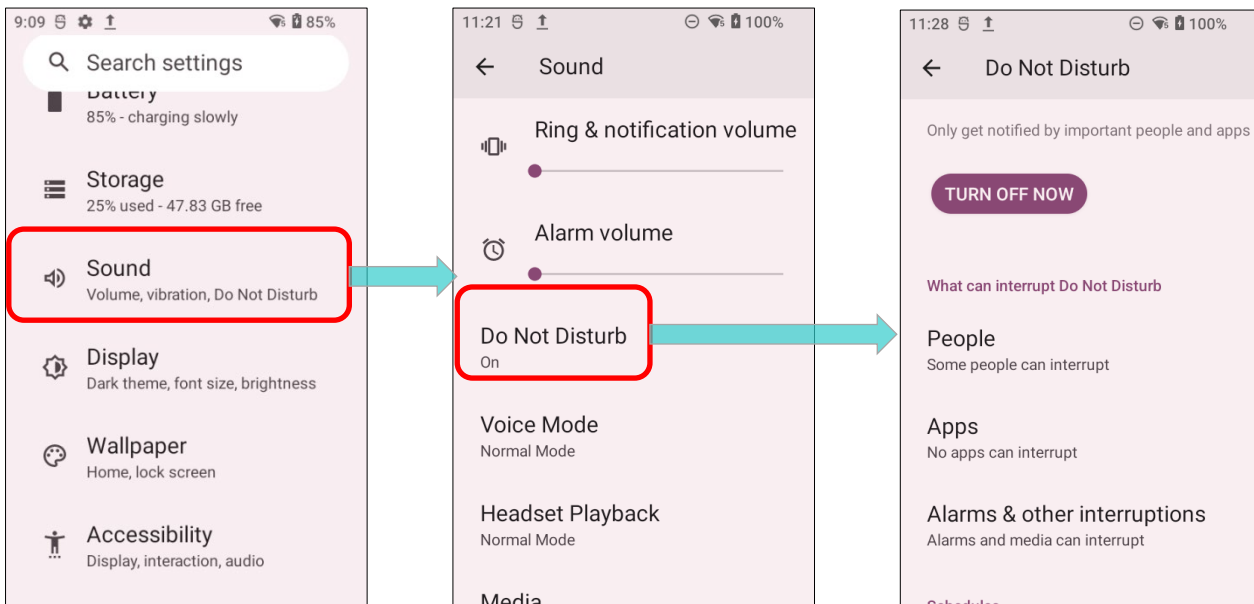 9:09
85%
Search settings
Battery
85% - charging slowly
Storage
25% used - 47.83 GB free
Sound
Volume, vibration, Do Not Disturb
Display
Dark theme, font size, brightness
Wallpaper
Home, lock screen
Accessibility
Display, interaction, audio
11:21
100%
Sound
Ring & notification volume
Alarm volume
Do Not Disturb
On
Voice Mode
Normal Mode
Headset Playback
Normal Mode
Media
11:28
100%
Do Not Disturb
Only get notified by important people and apps
TURN OFF NOW
What can interrupt Do Not Disturb
People
Some people can interrupt
Apps
No apps can interrupt
Alarms & other interruptions
Alarms and media can interrupt
Schedules